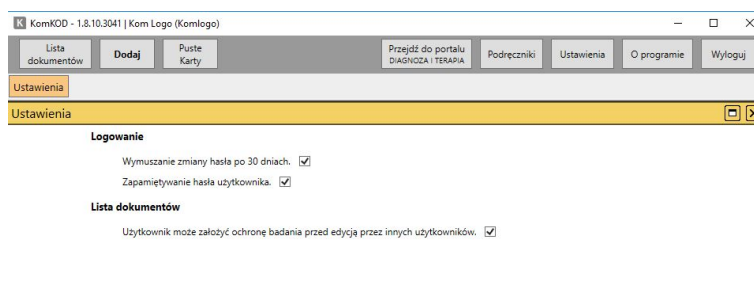 K KomKOD - 1.8.10.3041 | Kom Logo (Komlogo)
Lista dokumentów
Dodaj
Puste Karty
Przejdź do portalu
DIAGNOZA I TERAPIA
Podręczniki
Ustawienia
O programie
Wyloguj
Ustawienia
Ustawienia
Logowanie
Wymuszanie zmiany hasła po 30 dniach.
Zapamiętywanie hasła użytkownika.
Lista dokumentów
Użytkownik może założyć ochronę badania przed edycją przez innych użytkowników.